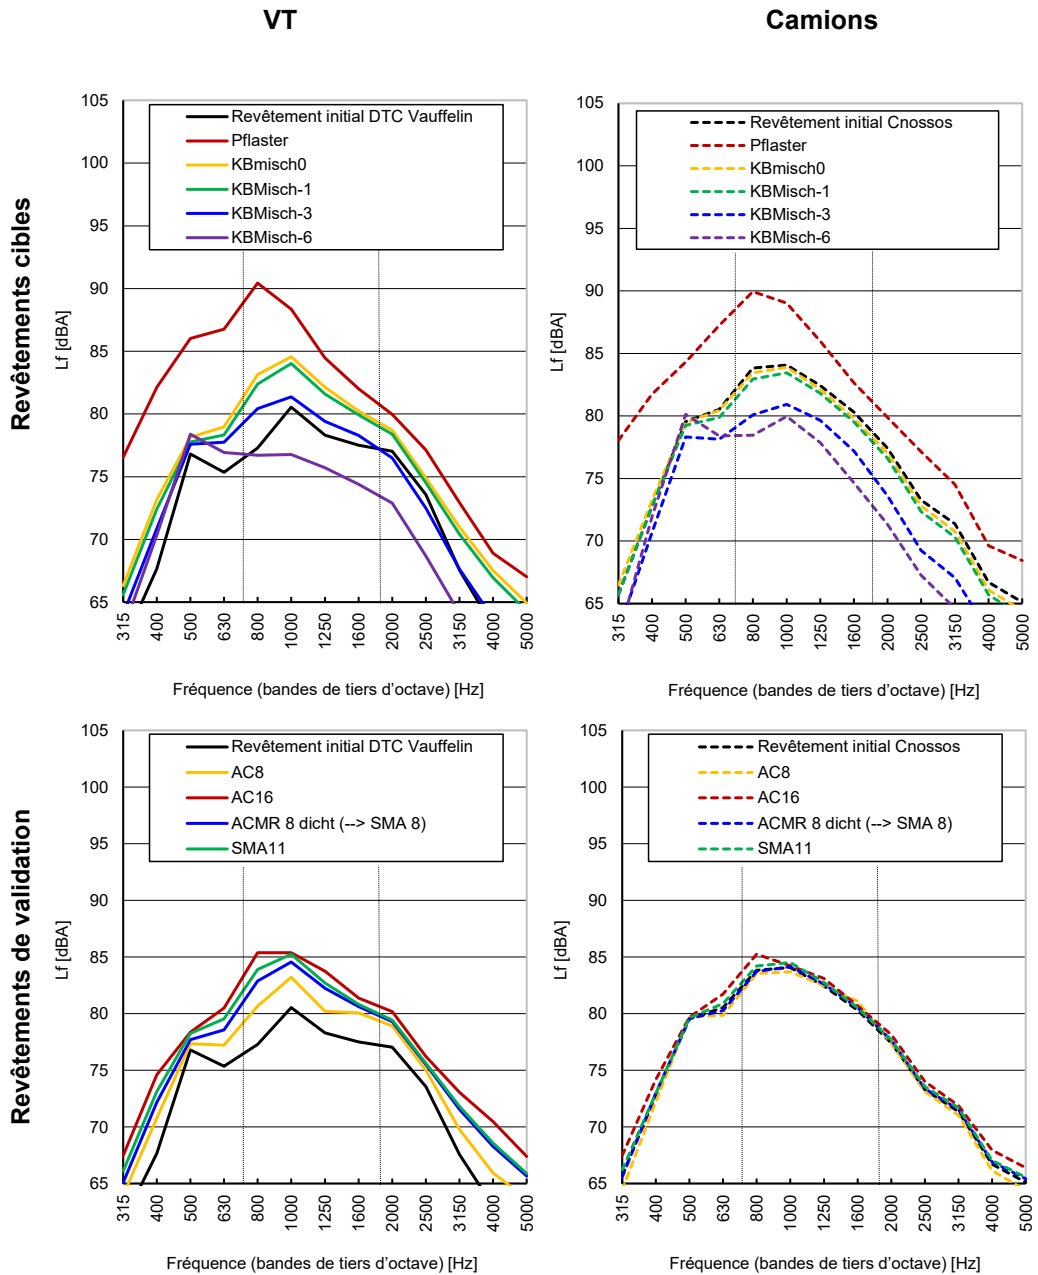 VT
Camions
Revêtements cibles
Lf [dBA]
105
100
95
90
85
80
75
70
65
Revêtement initial DTC Vauffelin
Pflaster
KBmisch0
KBMisch-1
KBMisch-3
KBMisch-6
315
400
500
630
800
1000
1250
1600
2000
2500
3150
4000
5000
Fréquence (bandes de tiers d’octave) [Hz]
Lf [dBA]
105
100
95
90
85
80
75
70
65
Revêtement initial Cnossos
Pflaster
KBmisch0
KBMisch-1
KBMisch-3
KBMisch-6
315
400
500
630
800
1000
1250
1600
2000
2500
3150
4000
5000
Fréquence (bandes de tiers d’octave) [Hz]
Revêtements de validation
Lf [dBA]
105
100
95
90
85
80
75
70
65
Revêtement initial DTC Vauffelin
AC8
AC16
ACMR 8 dicht (--> SMA 8)
SMA11
315
400
500
630
800
1000
1250
1600
2000
2500
3150
4000
5000
Fréquence (bandes de tiers d’octave) [Hz]
Lf [dBA]
105
100
95
90
85
80
75
70
65
Revêtement initial Cnossos
AC8
AC16
ACMR 8 dicht (--> SMA 8)
SMA11
315
400
500
630
800
1000
1250
1600
2000
2500
3150
4000
5000
Fréquence (bandes de tiers d’octave) [Hz]